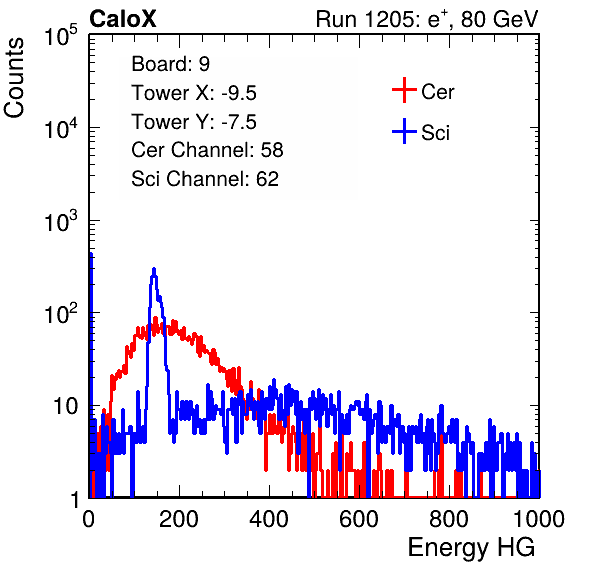 CaloX Run 1205: e⁺, 80 GeV
Counts
10⁵
10⁴
10³
10²
10
1
Board: 9
Tower X: -9.5
Tower Y: -7.5
Cer Channel: 58
Sci Channel: 62
Cer
Sci
0 200 400 600 800 1000
Energy HG